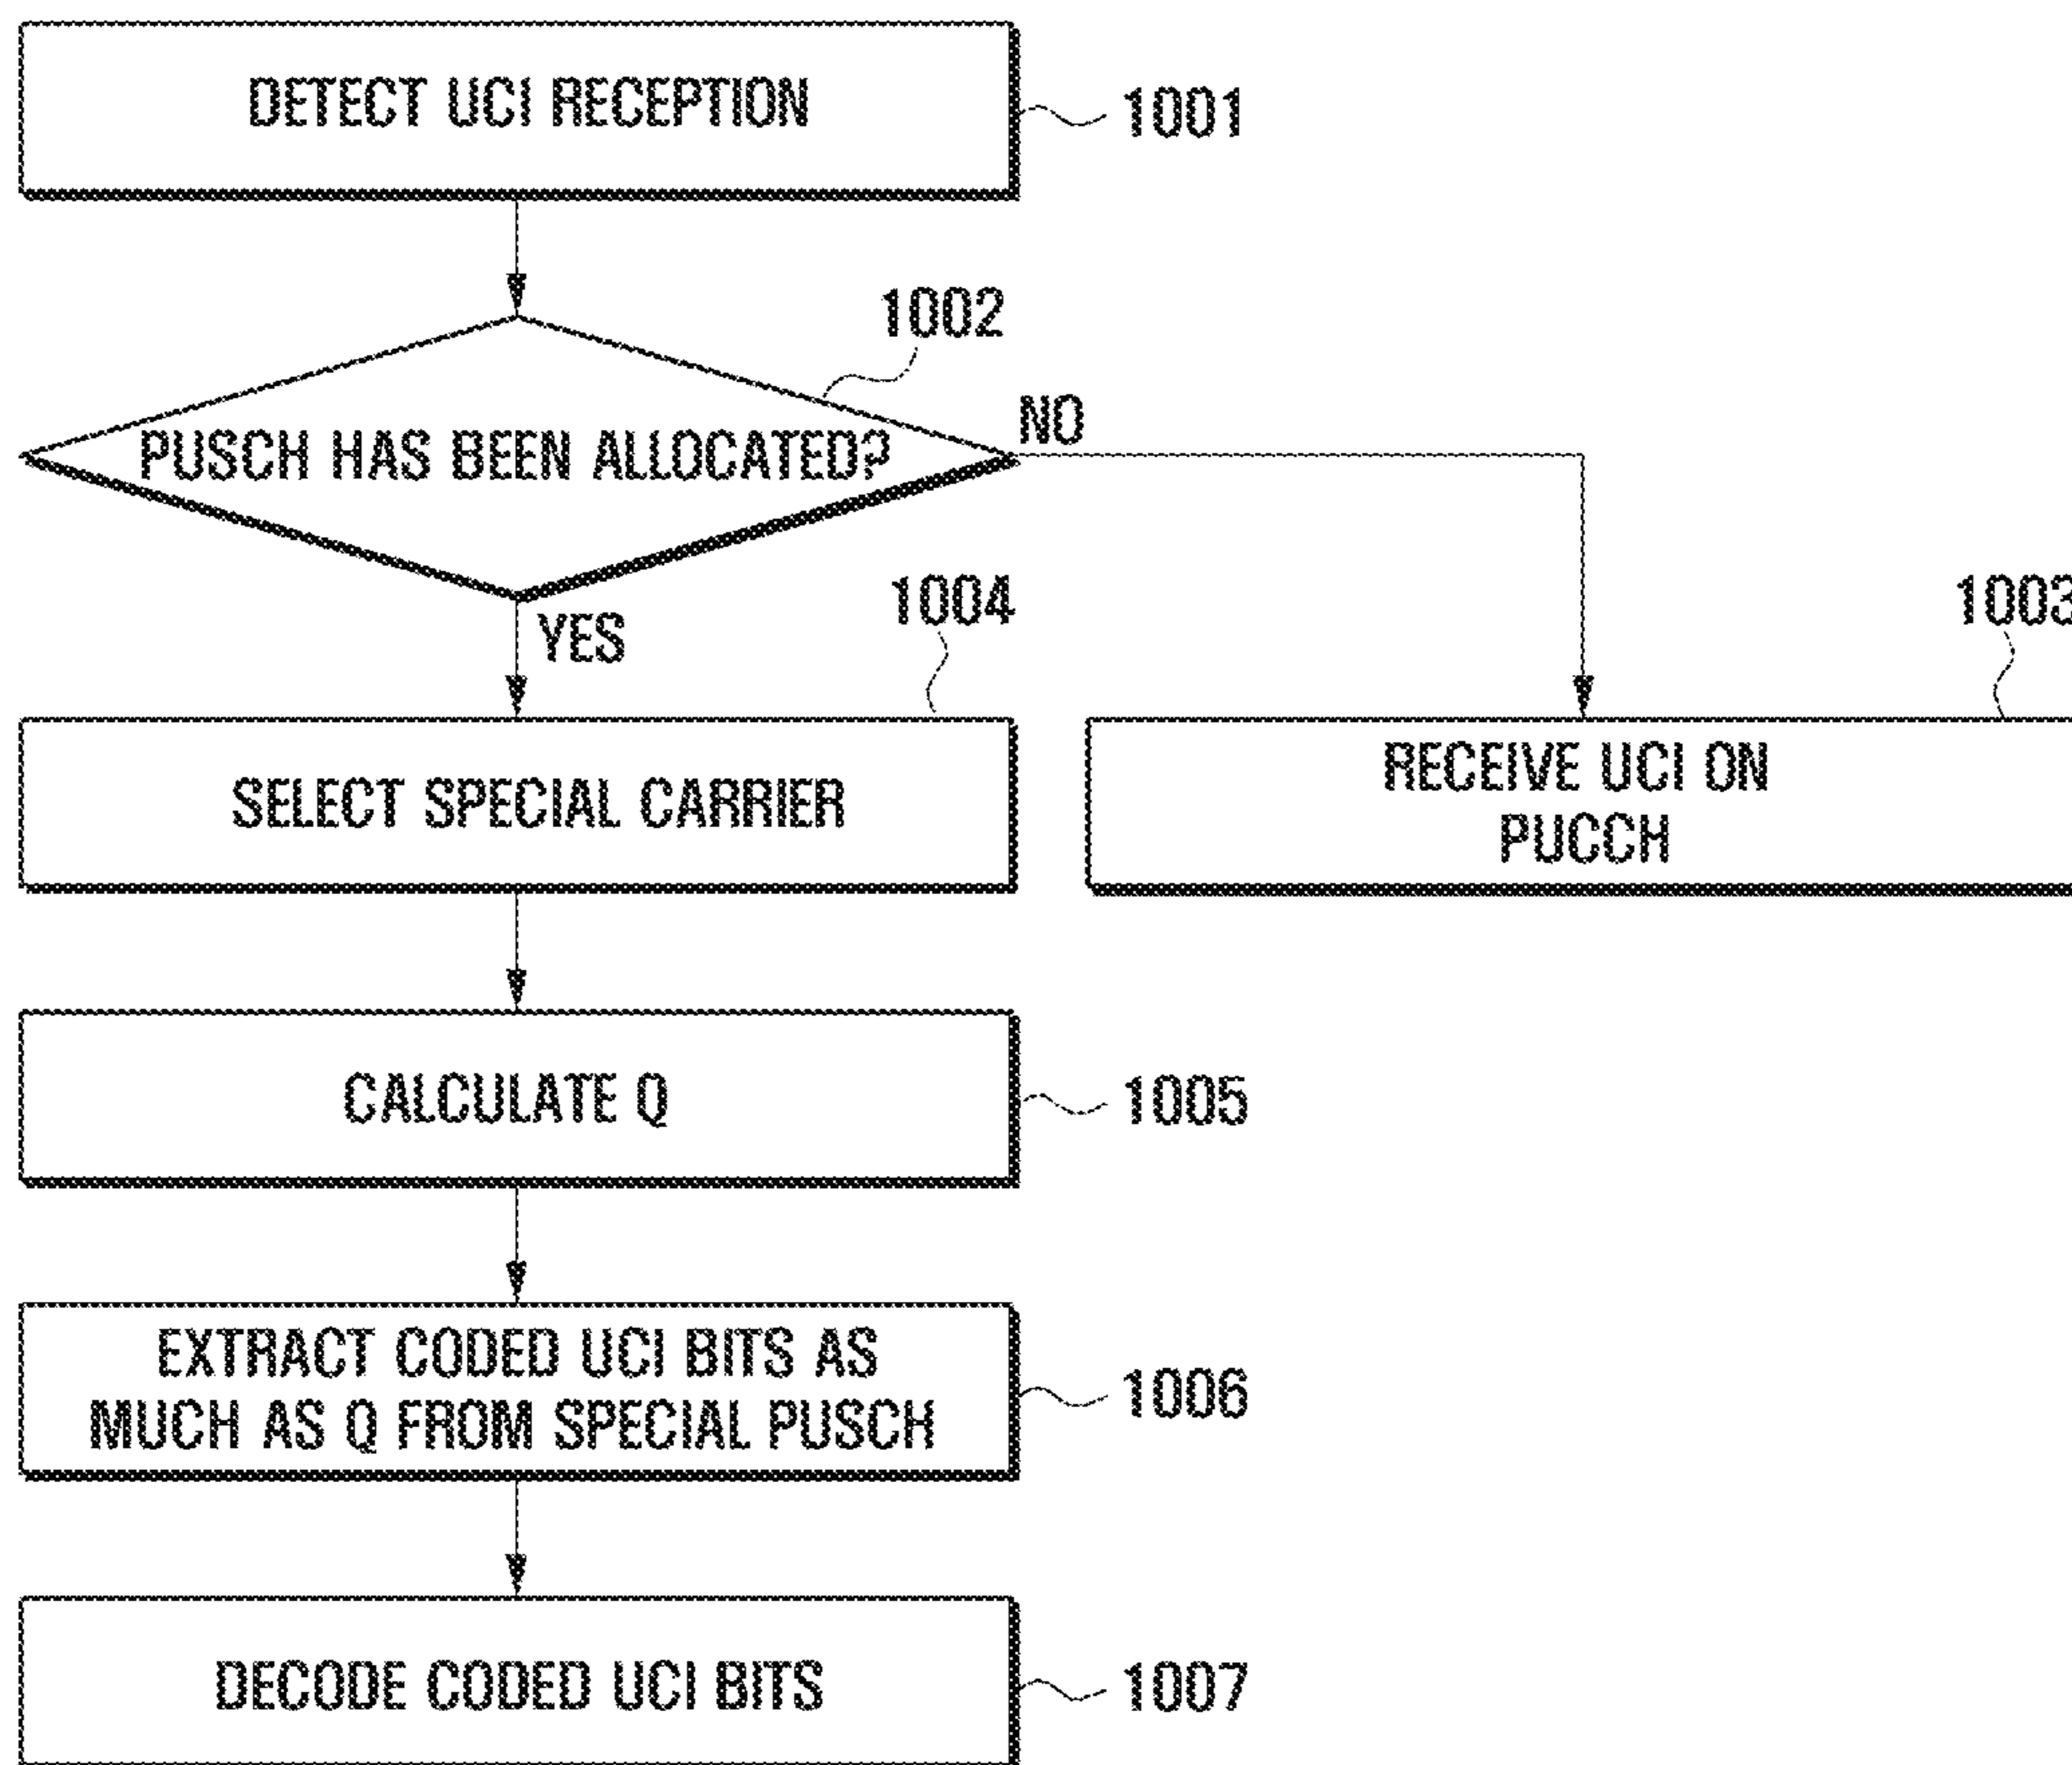 DETECT UCI RECEPTION
1001
1002
PUSCH HAS BEEN ALLOCATED?
NO
YES
1004
1003
SELECT SPECIAL CARRIER
RECEIVE UCI ON
PUCCH
CALCULATE Q
1005
EXTRACT CODED UCI BITS AS
MUCH AS Q FROM SPECIAL PUSCH
1006
DECODE CODED UCI BITS
1007